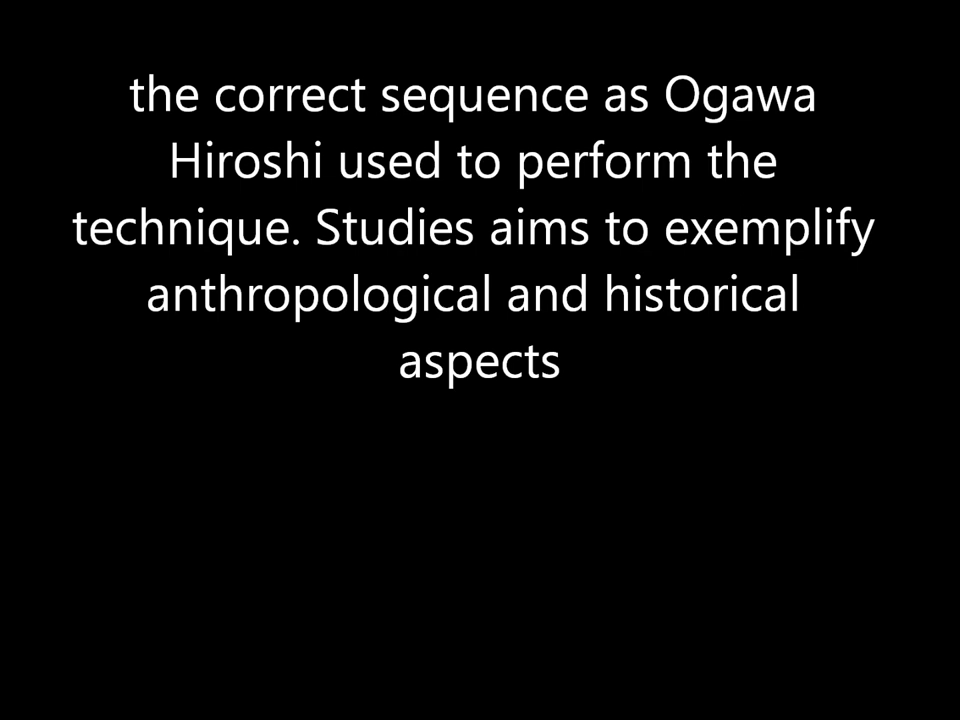 the correct sequence as Ogawa
Hiroshi used to perform the
technique. Studies aims to exemplify
anthropological and historical
aspects